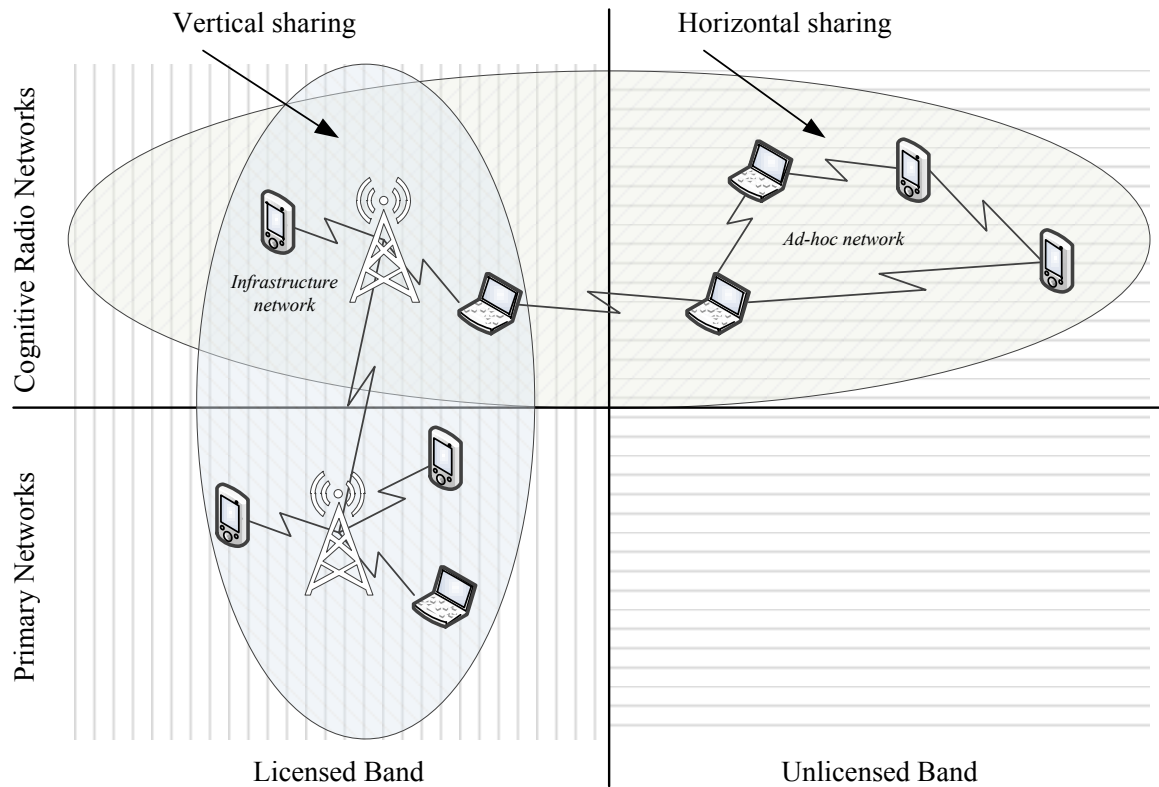 Vertical sharing
Horizontal sharing
Cognitive Radio Networks
Infrastructure
network
Ad-hoc network
Primary Networks
Licensed Band
Unlicensed Band